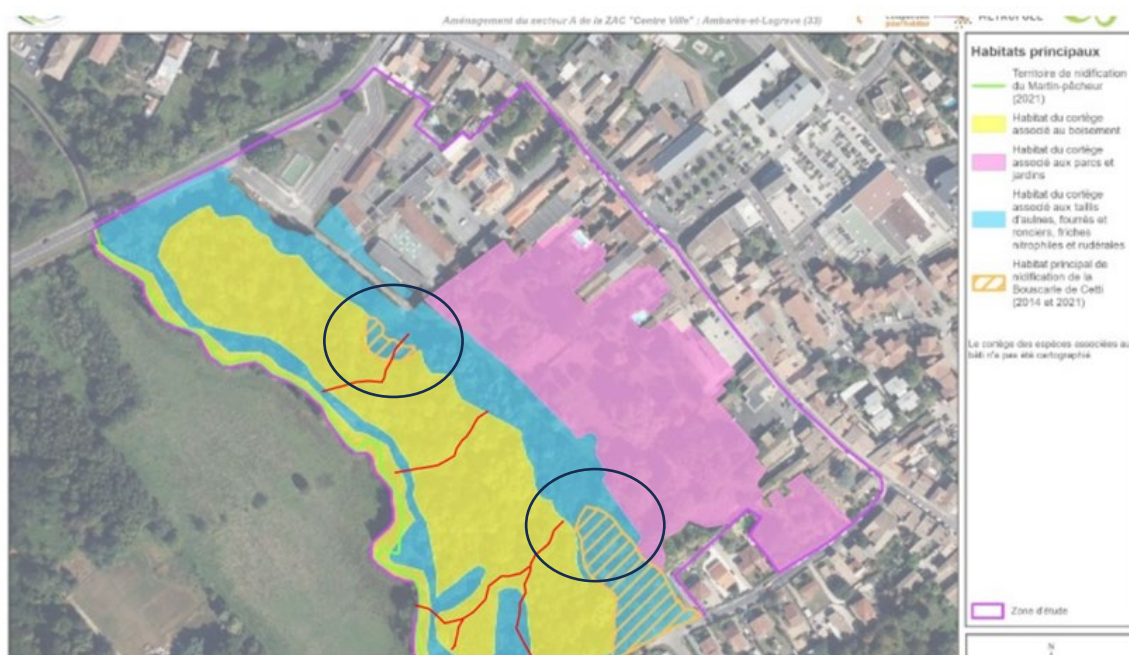 Aménagement du secteur A de la ZAC "Centre Ville" : Ambarès-et-Lagrave (33)
pour habiter
MÉTROPOLE
Habitats principaux
Territoire de nidification
du Martin-pêcheur
(2021)
Habitat du cortège
associé au boisement
Habitat du cortège
associé aux parcs et
jardins
Habitat du cortège
associé aux taillis
d'aulnes, fourrés et
ronciers, friches
nitrophiles et rudérales
Habitat principal de
nidification de la
Bouscarle de Cetti
(2014 et 2021)
Le cortège des espèces associées au
bâti n'a pas été cartographié
Zone d'étude
N